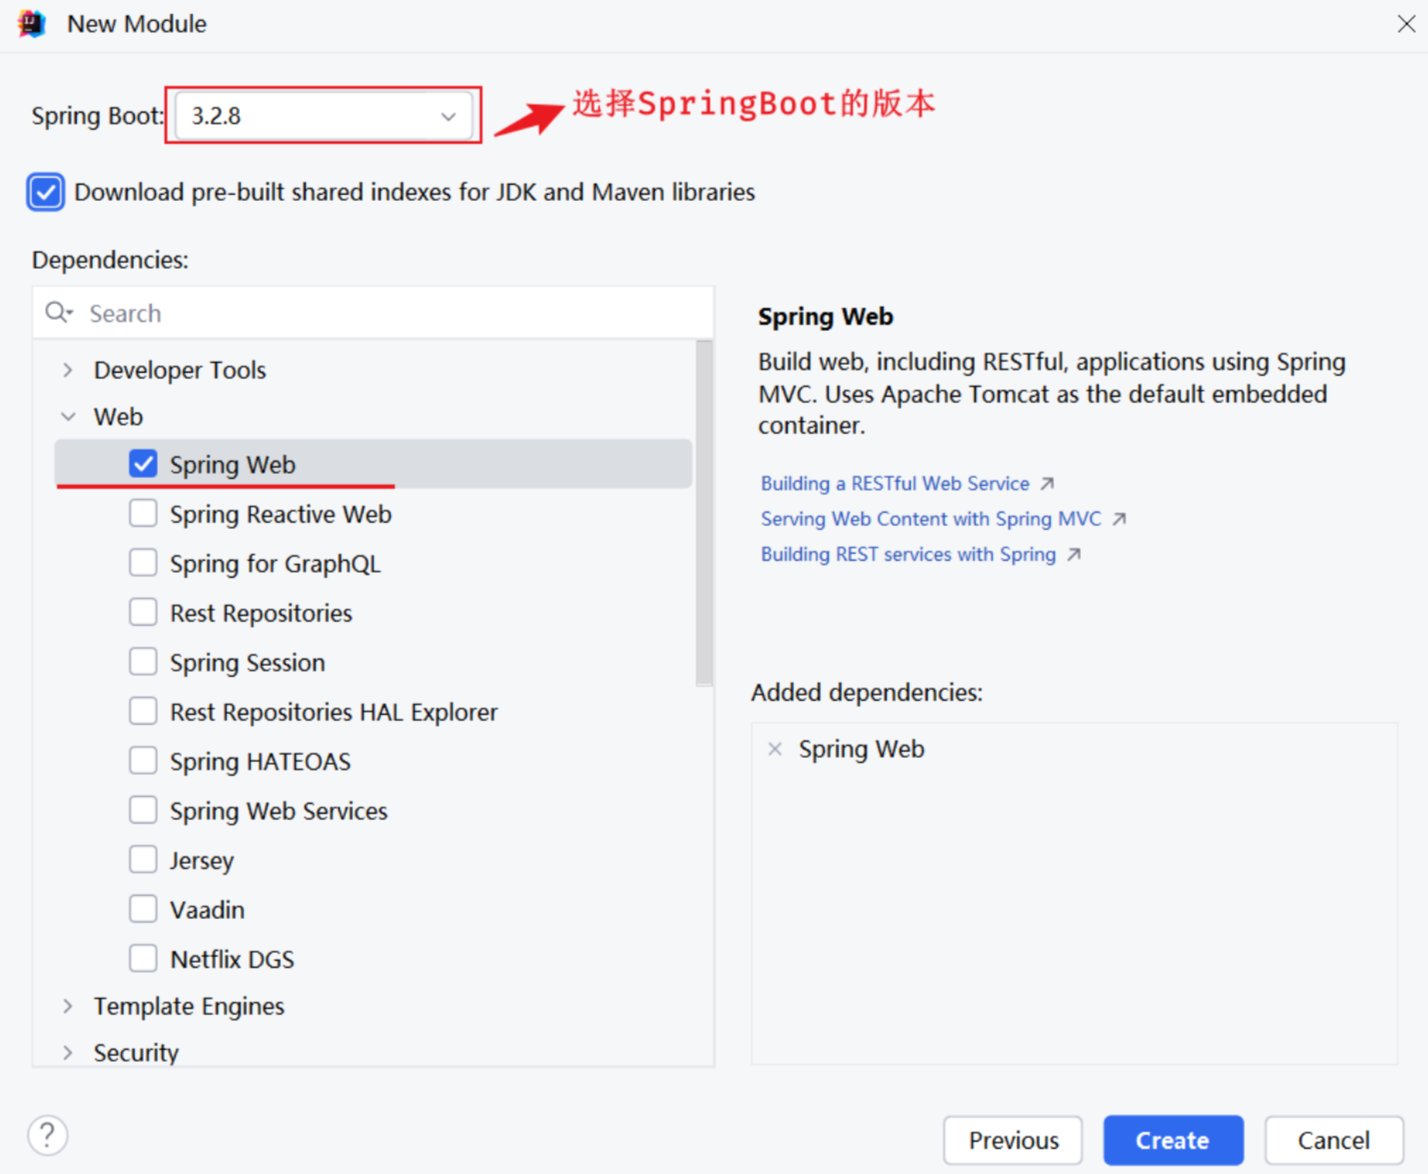 New Module
Spring Boot:
3.2.8
选择SpringBoot的版本
Download pre-built shared indexes for JDK and Maven libraries
Dependencies:
Search
Developer Tools
Web
Spring Web
Spring Reactive Web
Spring for GraphQL
Rest Repositories
Spring Session
Rest Repositories HAL Explorer
Spring HATEOAS
Spring Web Services
Jersey
Vaadin
Netflix DGS
Template Engines
Security
Spring Web
Build web, including RESTful, applications using Spring
MVC. Uses Apache Tomcat as the default embedded
container.
Building a RESTful Web Service
Serving Web Content with Spring MVC
Building REST services with Spring
Added dependencies:
Spring Web
?
Previous
Create
Cancel